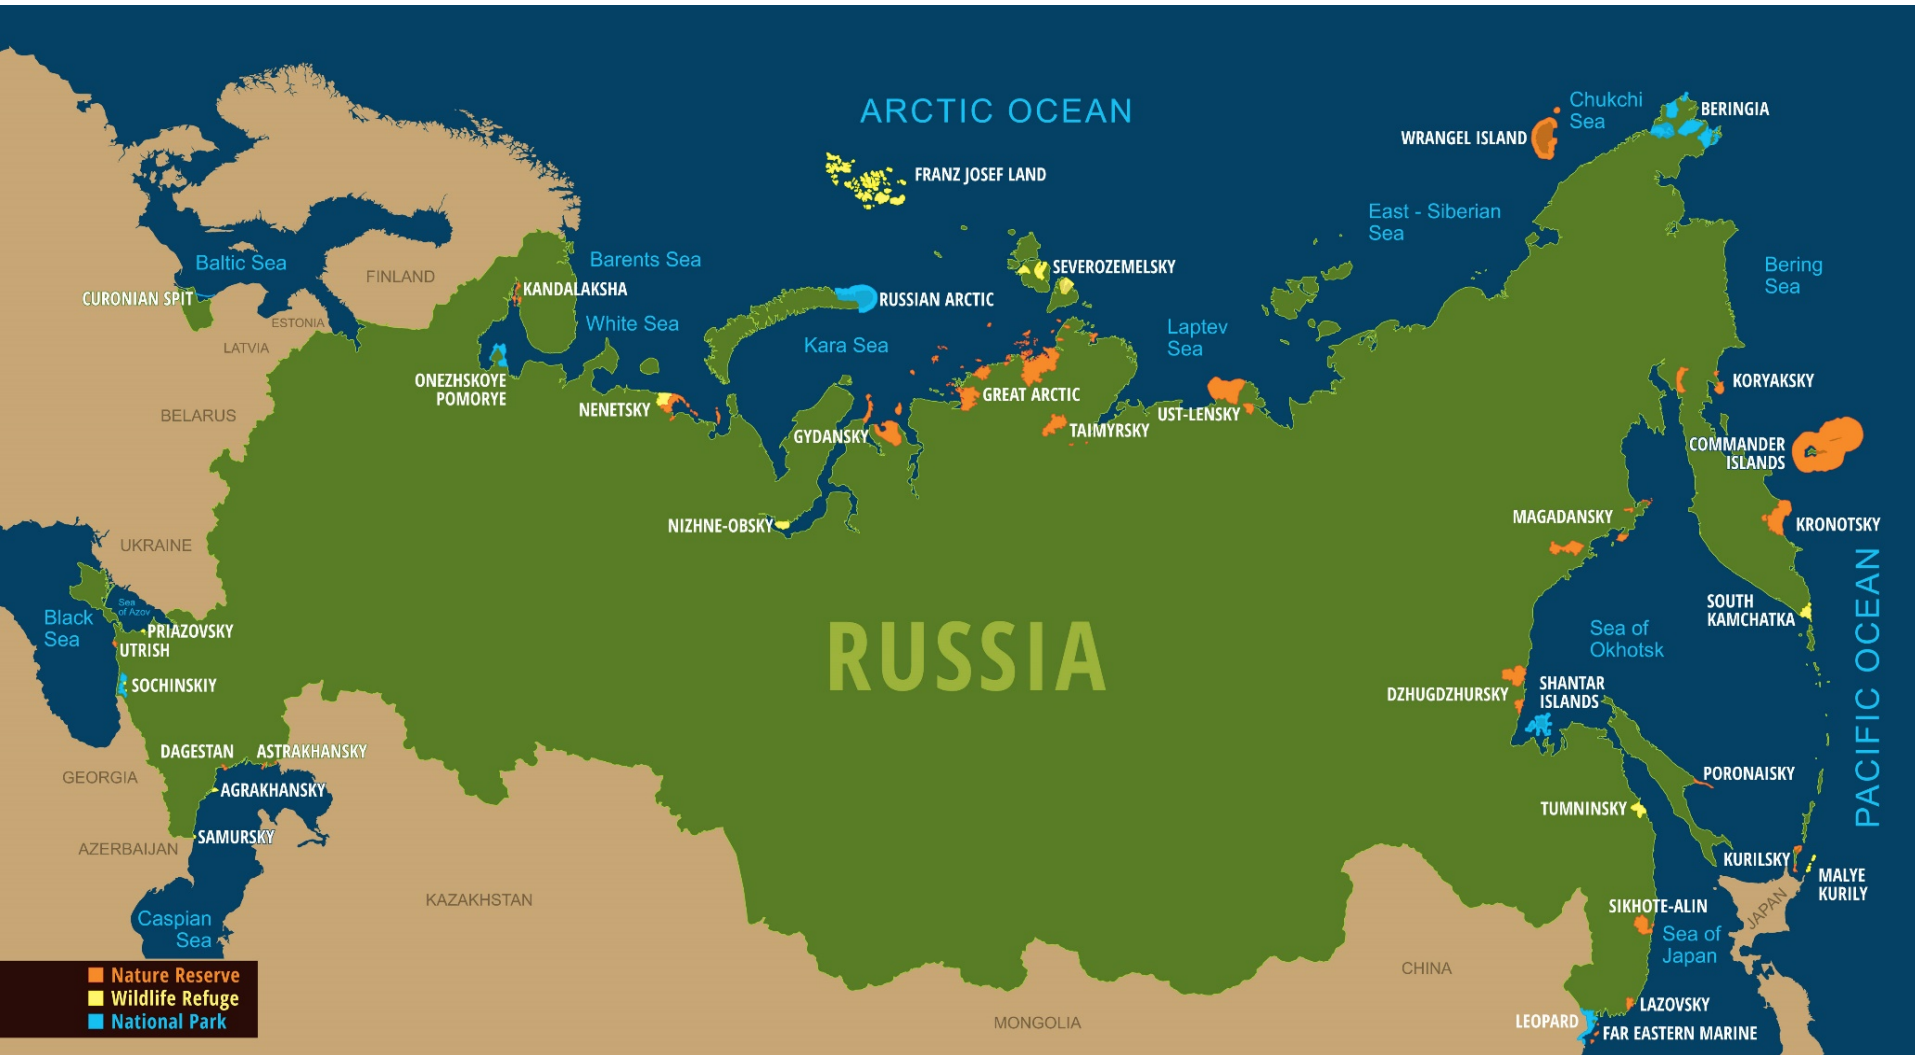 ARCTIC OCEAN
Chukchi
Sea
BERINGIA
WRANGEL ISLAND
FRANZ JOSEF LAND
East - Siberian
Sea
Barents Sea
Baltic Sea
FINLAND
SEVEROZEMELSKY
Bering
Sea
CURONIAN SPIT
KANDALAKSHA
RUSSIAN ARCTIC
ESTONIA
White Sea
Laptev
Sea
LATVIA
Kara Sea
ONEZHSKOYE
POMORYE
KORYAKSKY
GREAT ARCTIC
BELARUS
NENETSKY
UST-LENSKY
TAIMYRSKY
GYDANSKY
COMMANDER
ISLANDS
NIZHNE-OBSKY
MAGADANSKY
KRONOTSKY
UKRAINE
PACIFIC OCEAN
Sea
of Azov
Black
Sea
SOUTH
KAMCHATKA
PRIAZOVSKY
UTRISH
RUSSIA
Sea of
Okhotsk
SOCHINSKIY
DZHUGDZHURSKY
SHANTAR
ISLANDS
DAGESTAN
ASTRAKHANSKY
GEORGIA
PORONAISKY
AGRAKHANSKY
TUMNINSKY
SAMURSKY
AZERBAIJAN
KURILSKY
MALYE
KURILY
KAZAKHSTAN
JAPAN
SIKHOTE-ALIN
Caspian
Sea
Sea of
Japan
CHINA
Nature Reserve
Wildlife Refuge
National Park
LAZOVSKY
MONGOLIA
LEOPARD
FAR EASTERN MARINE